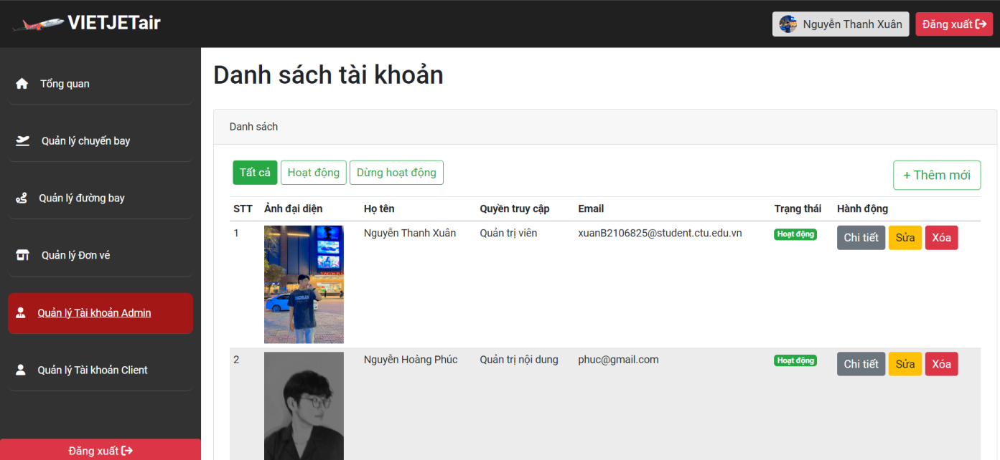 VIETJETair
Nguyễn Thanh Xuân
Đăng xuất
Tổng quan
Quản lý chuyến bay
Quản lý đường bay
Quản lý Đơn vé
Quản lý Tài khoản Admin
Quản lý Tài khoản Client
Đăng xuất
Danh sách tài khoản
Danh sách
Tất cả Hoạt động Dừng hoạt động
+ Thêm mới
STT Ảnh đại diện Họ tên Quyền truy cập Email Trạng thái Hành động
1 Nguyễn Thanh Xuân Quản trị viên xuanB2106825@student.ctu.edu.vn Hoạt động Chi tiết Sửa Xóa
2 Nguyễn Hoàng Phúc Quản trị nội dung phuc@gmail.com Hoạt động Chi tiết Sửa Xóa